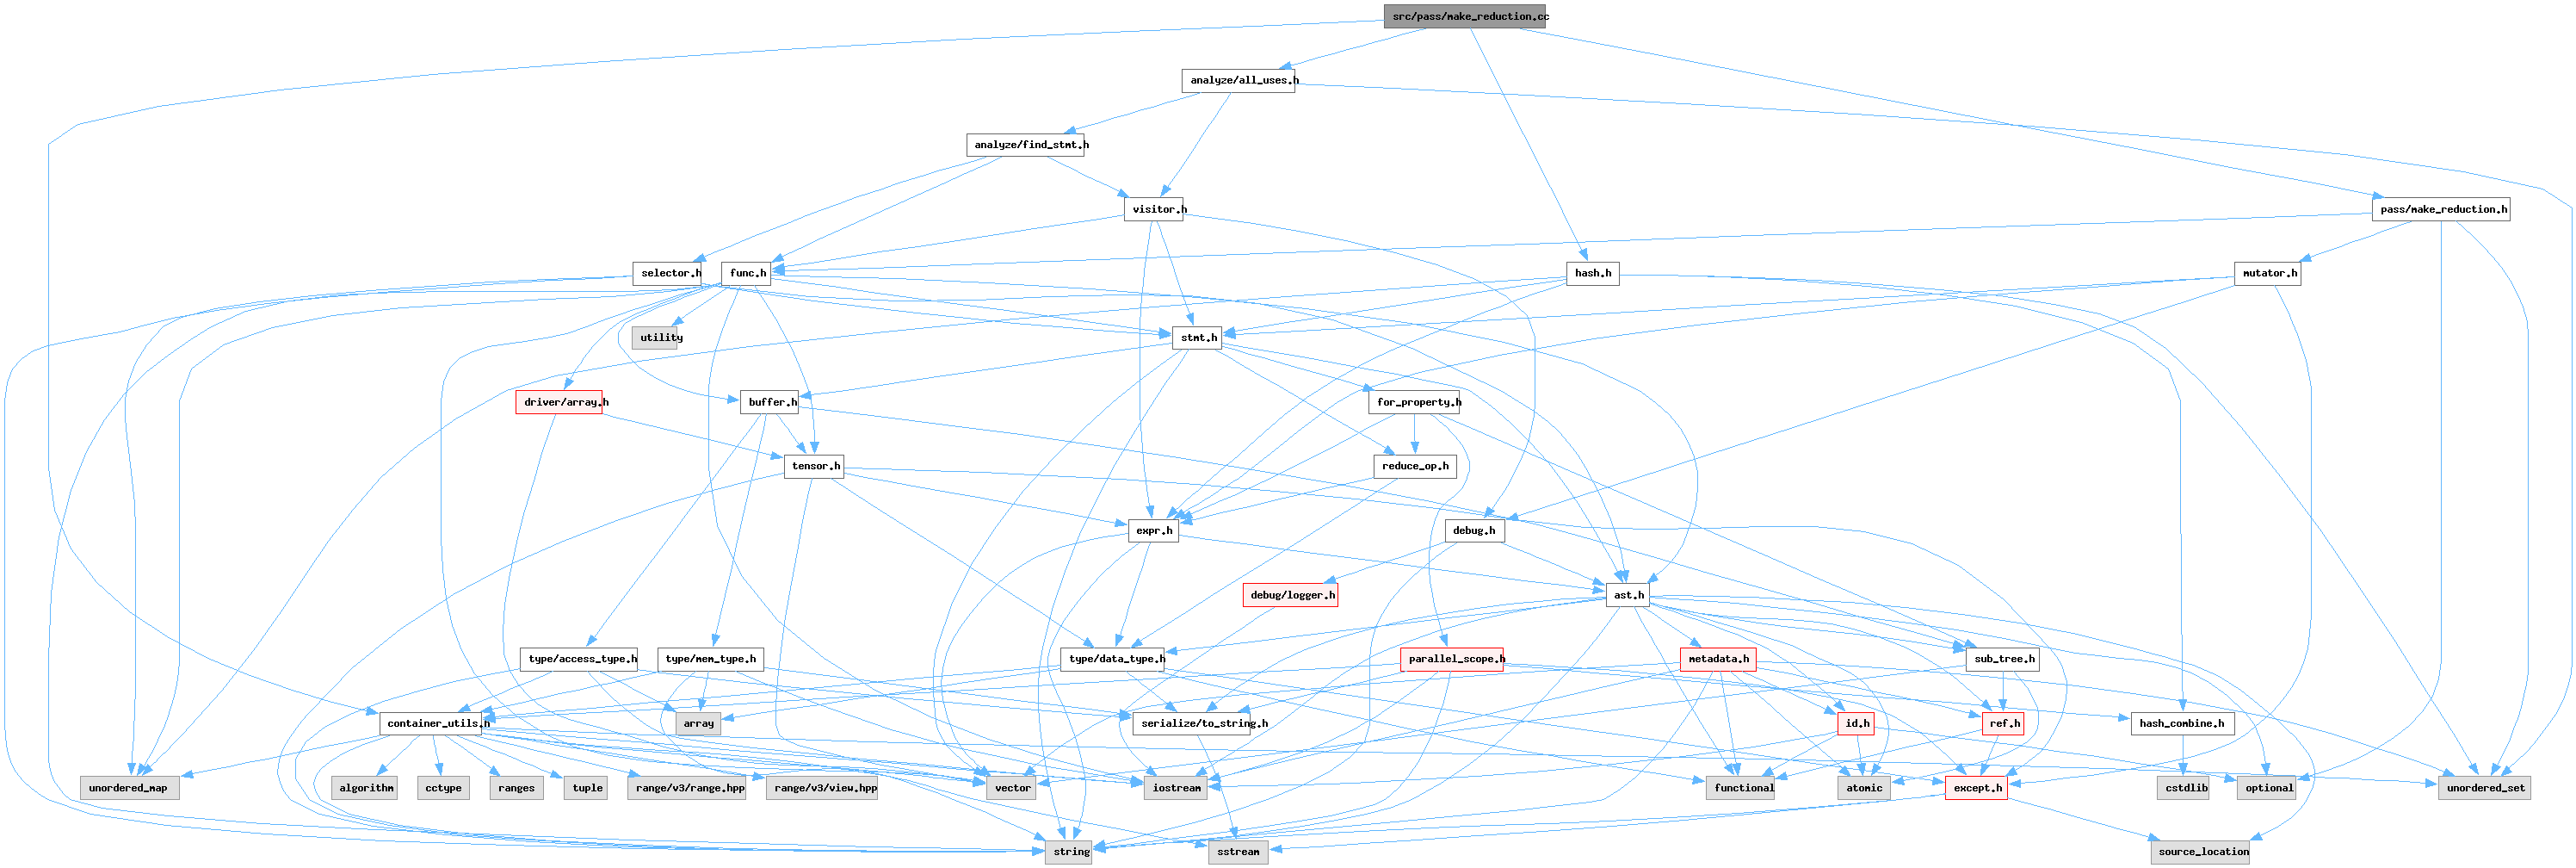 src/pass/make_reduction.cc
analyze/all_uses.h
analyze/find_stmt.h
visitor.h
pass/make_reduction.h
selector.h
func.h
hash.h
mutator.h
utility
stmt.h
driver/array.h
buffer.h
for_property.h
tensor.h
reduce_op.h
expr.h
debug.h
debug/logger.h
ast.h
type/access_type.h
type/mem_type.h
type/data_type.h
parallel_scope.h
metadata.h
sub_tree.h
container_utils.h
array
serialize/to_string.h
id.h
ref.h
hash_combine.h
unordered_map
algorithm
cctype
ranges
tuple
range/v3/range.hpp
range/v3/view.hpp
vector
iostream
functional
atomic
except.h
cstdlib
optional
unordered_set
string
sstream
source_location